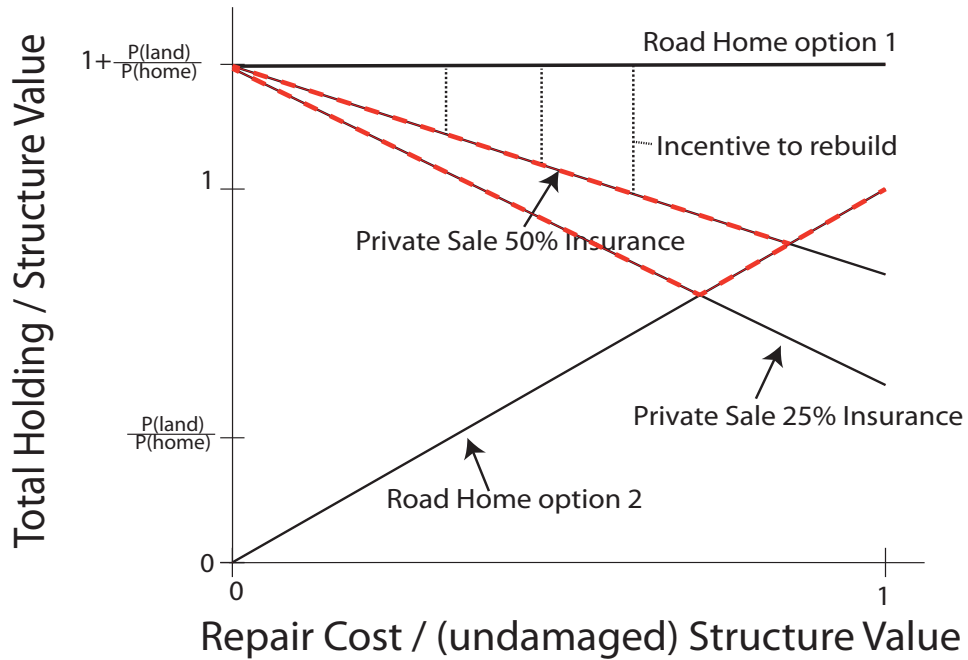 Total Holding / Structure Value
Road Home option 1
1+ P(land)
P(home)
Incentive to rebuild
1
Private Sale 50% Insurance
Private Sale 25% Insurance
P(land)
P(home)
Road Home option 2
0
0
1
Repair Cost / (undamaged) Structure Value